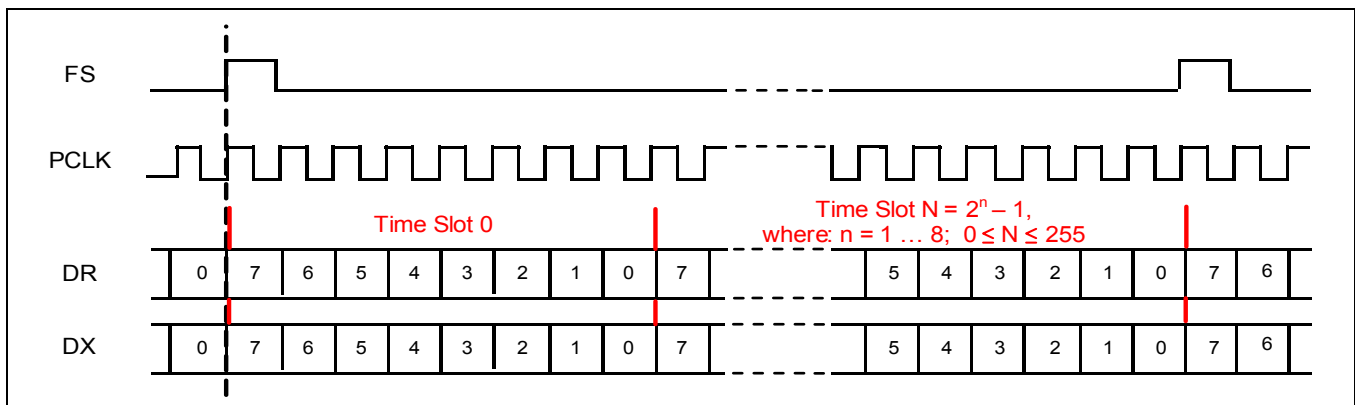 FS
PCLK
Time Slot 0
Time Slot N = 2ⁿ – 1,
where: n = 1 … 8; 0 ≤ N ≤ 255
DR 0 7 6 5 4 3 2 1 0 7 5 4 3 2 1 0 7 6
DX 0 7 6 5 4 3 2 1 0 7 5 4 3 2 1 0 7 6